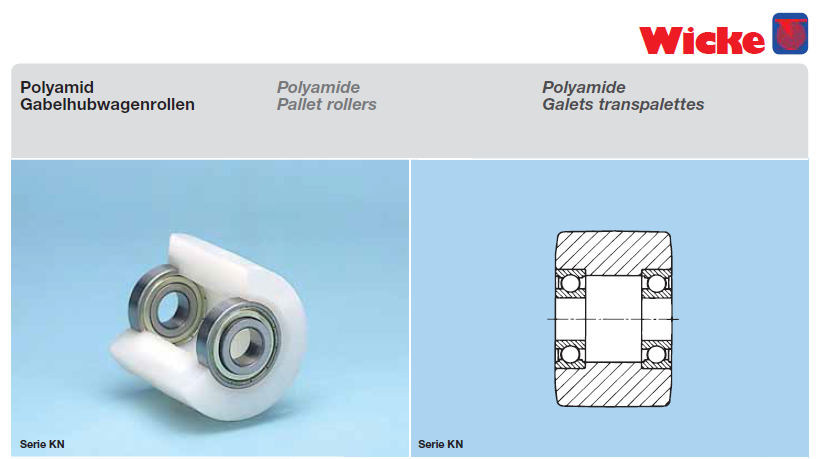 Wicke
Polyamid
Gabelhubwagenrollen
Polyamide
Pallet rollers
Polyamide
Galets transpalettes
Serie KN
Serie KN